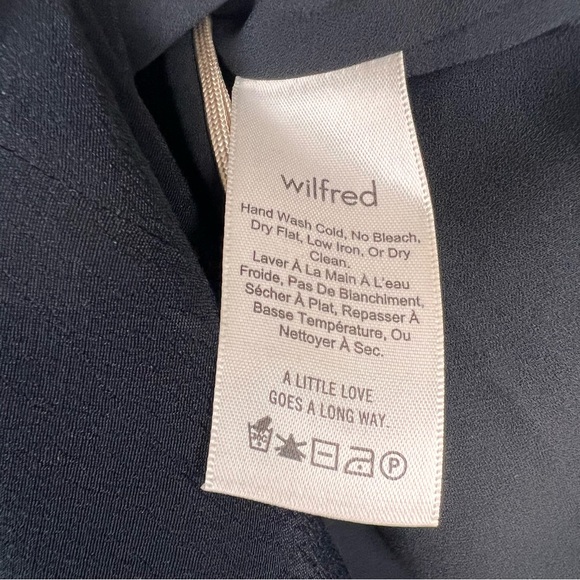 wilfred
Hand Wash Cold, No Bleach,
Dry Flat, Low Iron, Or Dry
Clean.
Laver À La Main À L'eau
Froide, Pas De Blanchiment,
Sécher À Plat, Repasser À
Basse Température, Ou
Nettoyer À Sec.
A LITTLE LOVE
GOES A LONG WAY.
P